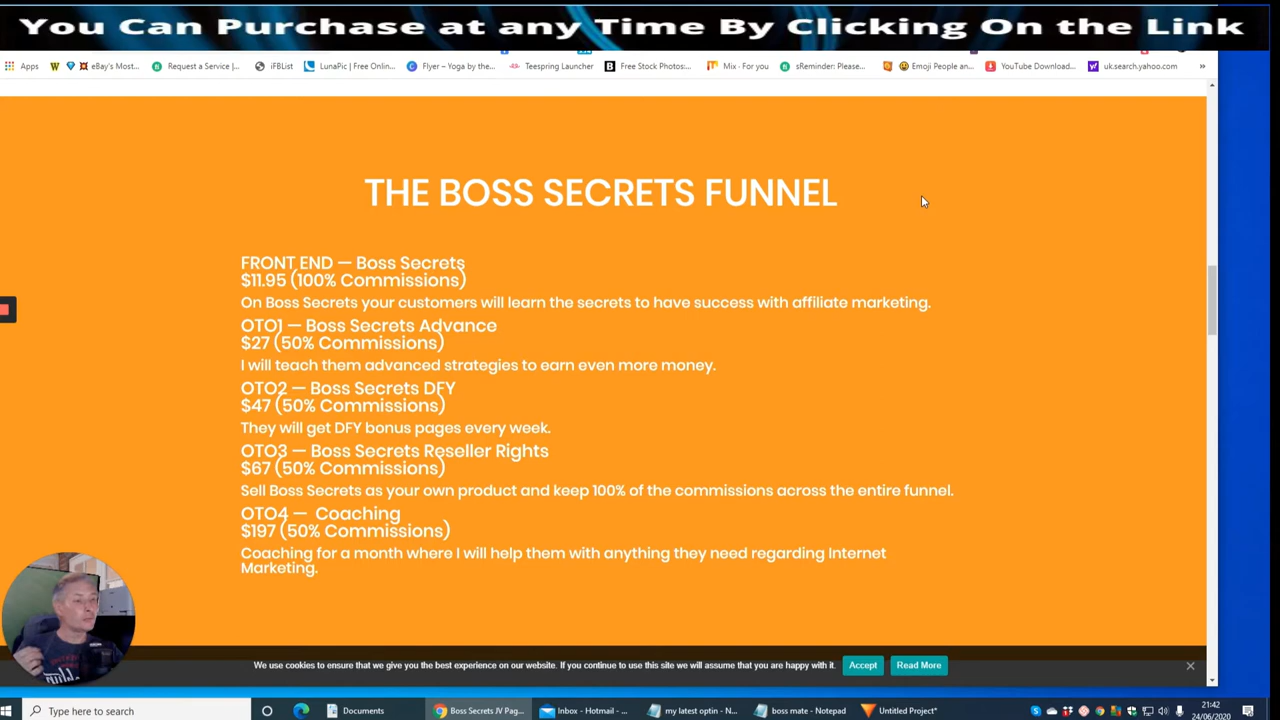 You Can Purchase at any Time By Clicking On the Link
Apps
eBay's Most...
Request a Service |...
iFBList
LunaPic | Free Onlin...
Flyer – Yoga by the...
Teespring Launcher
Free Stock Photos:...
Mix - For you
sReminder: Please...
Emoji People an...
YouTube Download...
uk.search.yahoo.com
»
THE BOSS SECRETS FUNNEL
FRONT END — Boss Secrets
$11.95 (100% Commissions)
On Boss Secrets your customers will learn the secrets to have success with affiliate marketing.
OTO1 — Boss Secrets Advance
$27 (50% Commissions)
I will teach them advanced strategies to earn even more money.
OTO2 — Boss Secrets DFY
$47 (50% Commissions)
They will get DFY bonus pages every week.
OTO3 — Boss Secrets Reseller Rights
$67 (50% Commissions)
Sell Boss Secrets as your own product and keep 100% of the commissions across the entire funnel.
OTO4 — Coaching
$197 (50% Commissions)
Coaching for a month where I will help them with anything they need regarding Internet
Marketing.
We use cookies to ensure that we give you the best experience on our website. If you continue to use this site we will assume that you are happy with it.
Accept
Read More
Type here to search
Documents
Boss Secrets JV Pag...
Inbox - Hotmail - ...
my latest optin - N...
boss mate - Notepad
Untitled Project*
21:42
24/06/2020